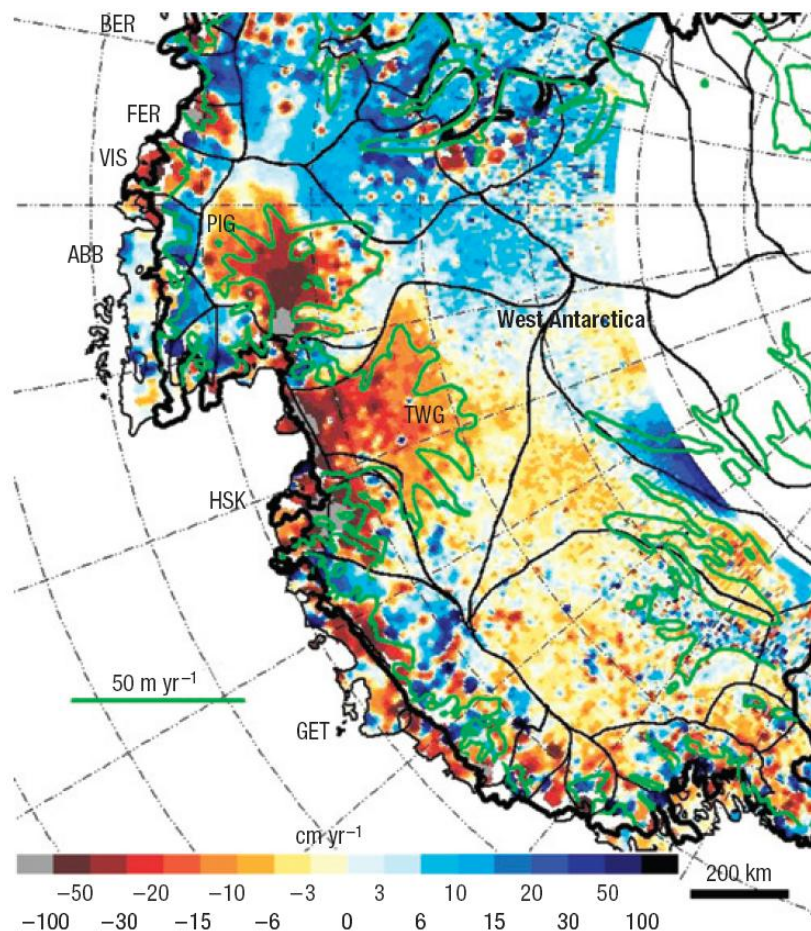 BER
FER
VIS
PIG
ABB
West Antarctica
TWG
HSK
50 m yr⁻¹
GET
cm yr⁻¹
200 km
−50 −20 −10 −3 3 10 20 50
−100 −30 −15 −6 0 6 15 30 100